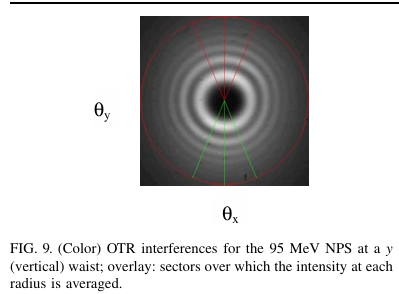 θy
θx
FIG. 9. (Color) OTR interferences for the 95 MeV NPS at a y
(vertical) waist; overlay: sectors over which the intensity at each
radius is averaged.